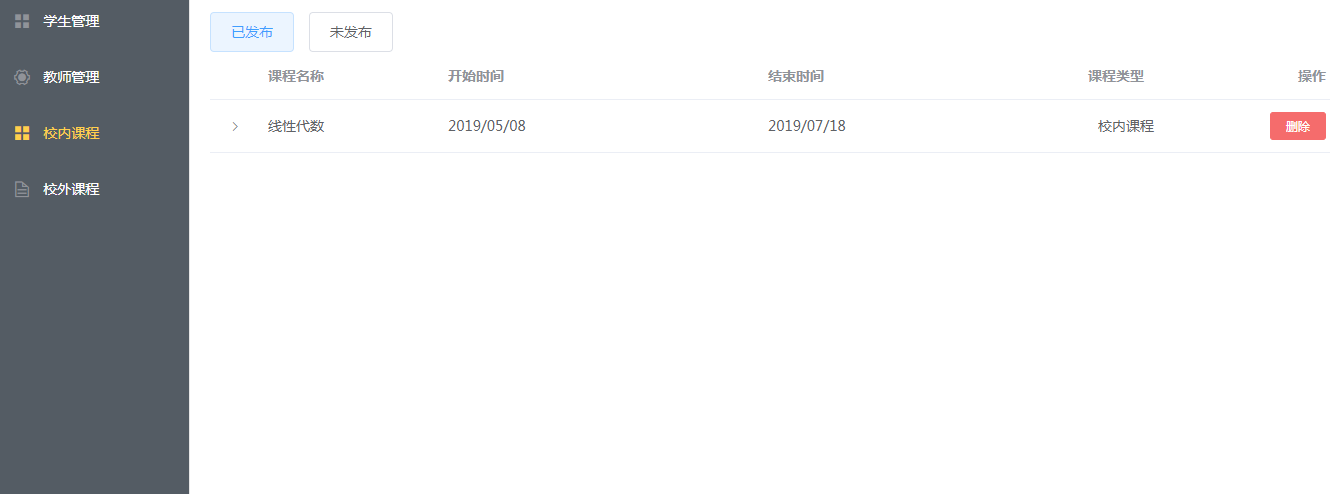 学生管理
教师管理
校内课程
校外课程
已发布 未发布
课程名称 开始时间 结束时间 课程类型 操作
线性代数 2019/05/08 2019/07/18 校内课程 删除